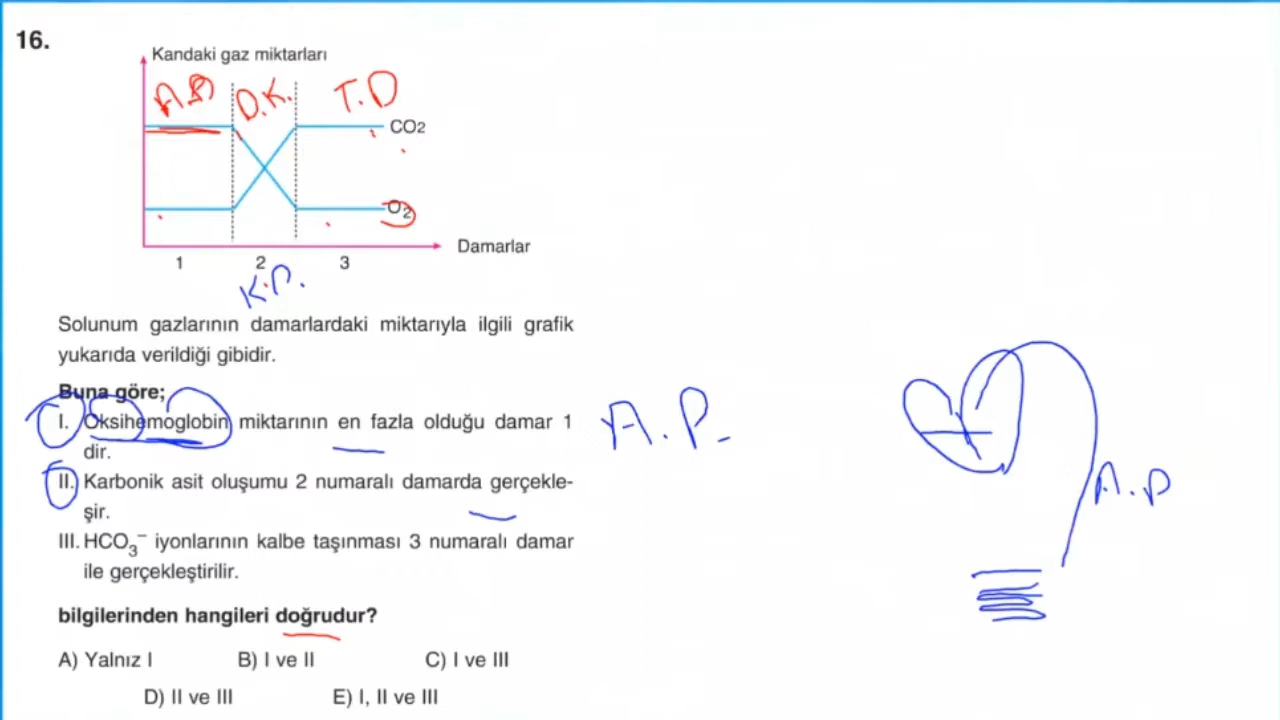 16.
Kandaki gaz miktarları
A.D D.K. T.D
CO2
O2
Damarlar
1 2 3
K.D.
Solunum gazlarının damarlardaki miktarıyla ilgili grafik
yukarıda verildiği gibidir.
Buna göre;
I. Oksihemoglobin miktarının en fazla olduğu damar 1
dir.
II. Karbonik asit oluşumu 2 numaralı damarda gerçekle-
şir.
III. HCO₃⁻ iyonlarının kalbe taşınması 3 numaralı damar
ile gerçekleştirilir.
bilgilerinden hangileri doğrudur?
A) Yalnız I B) I ve II C) I ve III
D) II ve III E) I, II ve III
A.P.
A.D